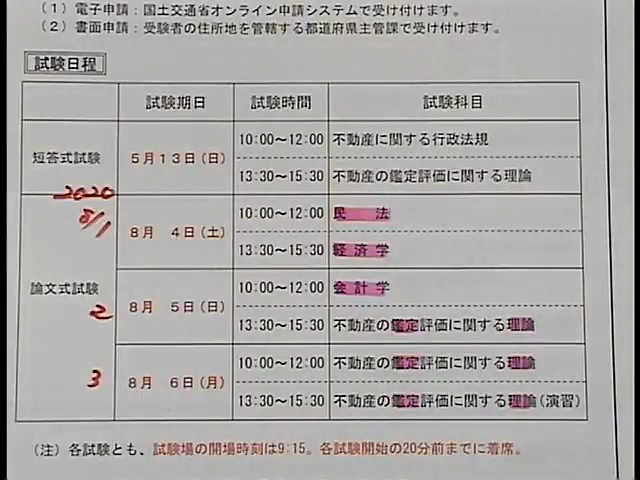 (1) 電子申請：国土交通省オンライン申請システムで受け付けます。
(2) 書面申請：受験者の住所地を管轄する都道府県主管課で受け付けます。
試験日程
試験期日 試験時間 試験科目
短答式試験 5月13日(日) 10:00～12:00 不動産に関する行政法規
13:30～15:30 不動産の鑑定評価に関する理論
2020
8/1
論文式試験 8月 4日(土) 10:00～12:00 民 法
13:30～15:30 経 済 学
2 8月 5日(日) 10:00～12:00 会 計 学
13:30～15:30 不動産の鑑定評価に関する理論
3 8月 6日(月) 10:00～12:00 不動産の鑑定評価に関する理論
13:30～15:30 不動産の鑑定評価に関する理論(演習)
(注) 各試験とも、試験場の開場時刻は9:15。各試験開始の20分前までに着席。